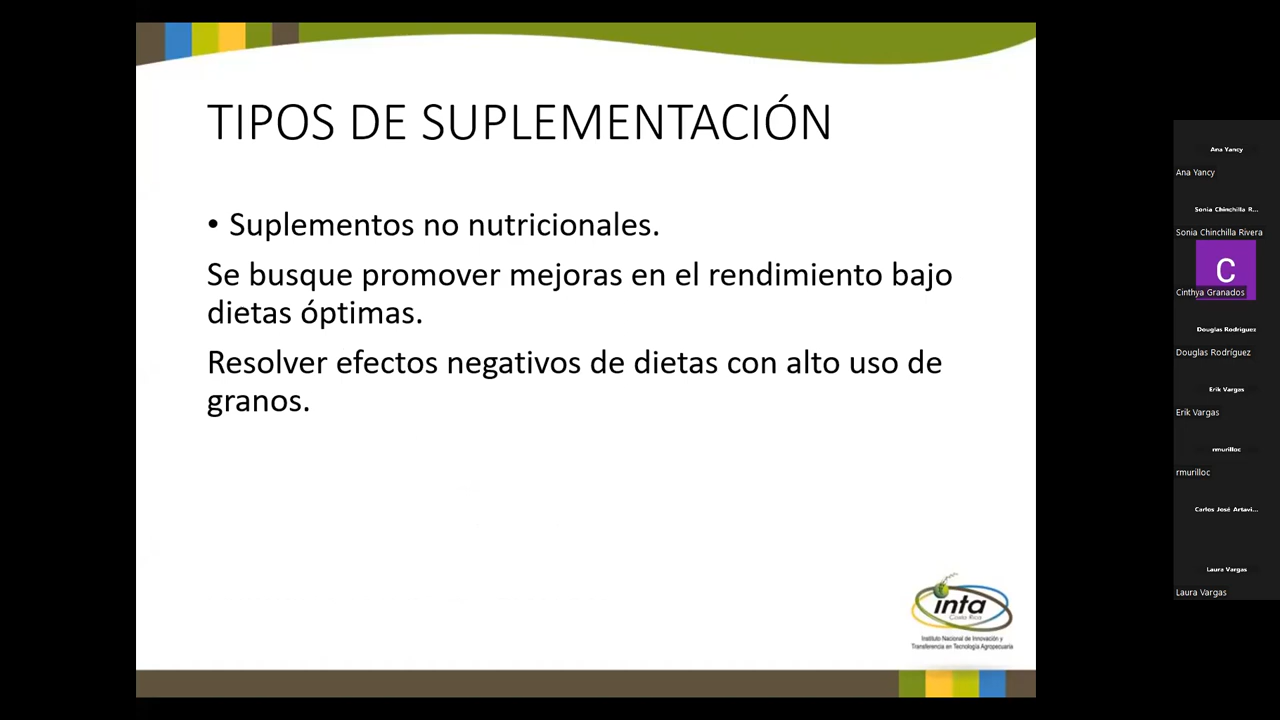 TIPOS DE SUPLEMENTACIÓN
• Suplementos no nutricionales.
Se busque promover mejoras en el rendimiento bajo
dietas óptimas.
Resolver efectos negativos de dietas con alto uso de
granos.
inta
Costa Rica
Instituto Nacional de Innovación y
Transferencia en Tecnología Agropecuaria
Ana Yancy
Ana Yancy
Sonia Chinchilla R...
Sonia Chinchilla Rivera
C
Cinthya Granados
Douglas Rodríguez
Douglas Rodríguez
Erik Vargas
Erik Vargas
rmurilloc
rmurilloc
Carlos José Artavi...
Laura Vargas
Laura Vargas